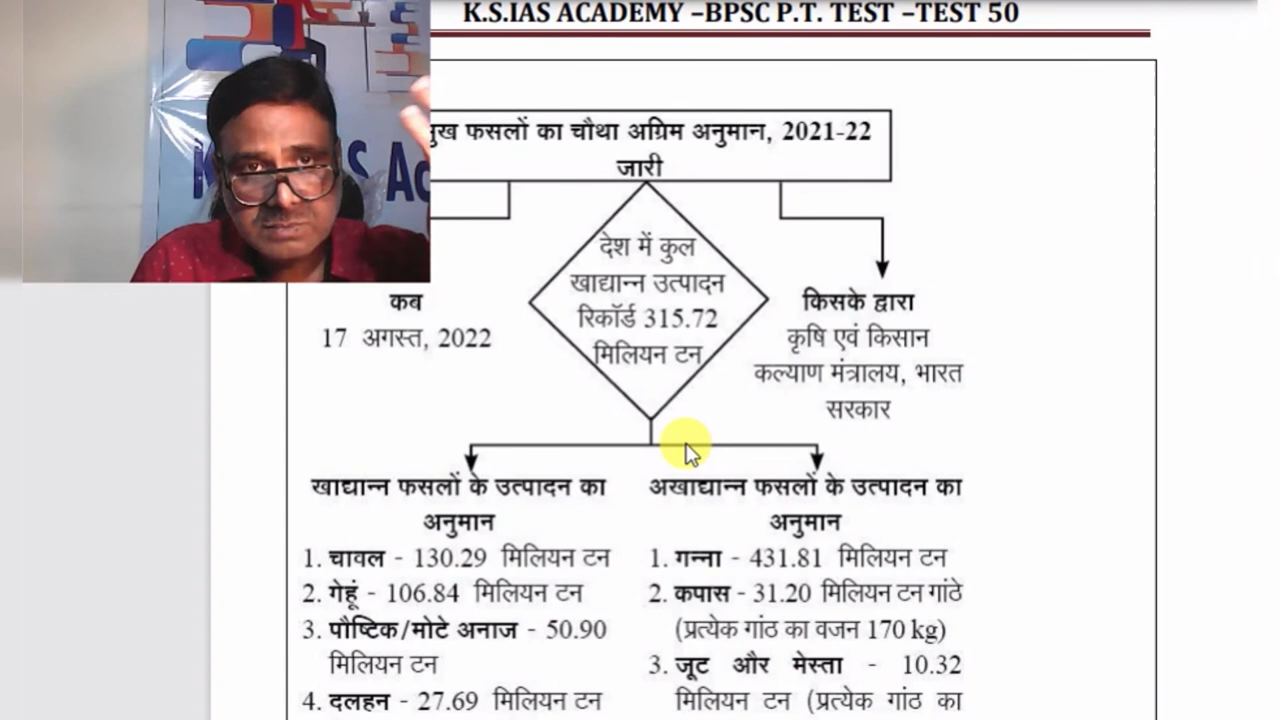 K.S.IAS ACADEMY –BPSC P.T. TEST –TEST 50
फसलों का चौथा अग्रिम अनुमान, 2021-22
जारी
देश में कुल
खाद्यान्न उत्पादन
रिकॉर्ड 315.72
मिलियन टन
कब
17 अगस्त, 2022
किसके द्वारा
कृषि एवं किसान
कल्याण मंत्रालय, भारत
सरकार
खाद्यान्न फसलों के उत्पादन का
अनुमान
1. चावल - 130.29 मिलियन टन
2. गेहूं - 106.84 मिलियन टन
3. पौष्टिक/मोटे अनाज - 50.90
मिलियन टन
4. दलहन - 27.69 मिलियन टन
अखाद्यान्न फसलों के उत्पादन का
अनुमान
1. गन्ना - 431.81 मिलियन टन
2. कपास - 31.20 मिलियन टन गांठे
(प्रत्येक गांठ का वजन 170 kg)
3. जूट और मेस्ता - 10.32
मिलियन टन (प्रत्येक गांठ का